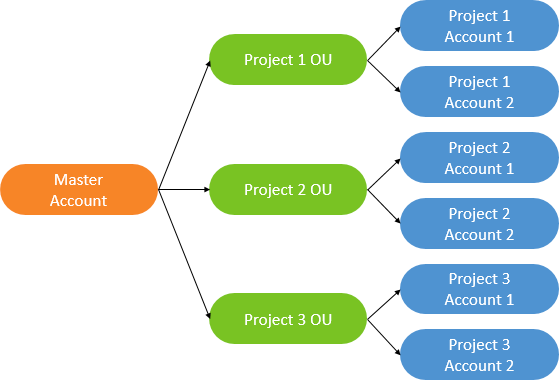 Master
Account
Project 1 OU
Project 2 OU
Project 3 OU
Project 1
Account 1
Project 1
Account 2
Project 2
Account 1
Project 2
Account 2
Project 3
Account 1
Project 3
Account 2